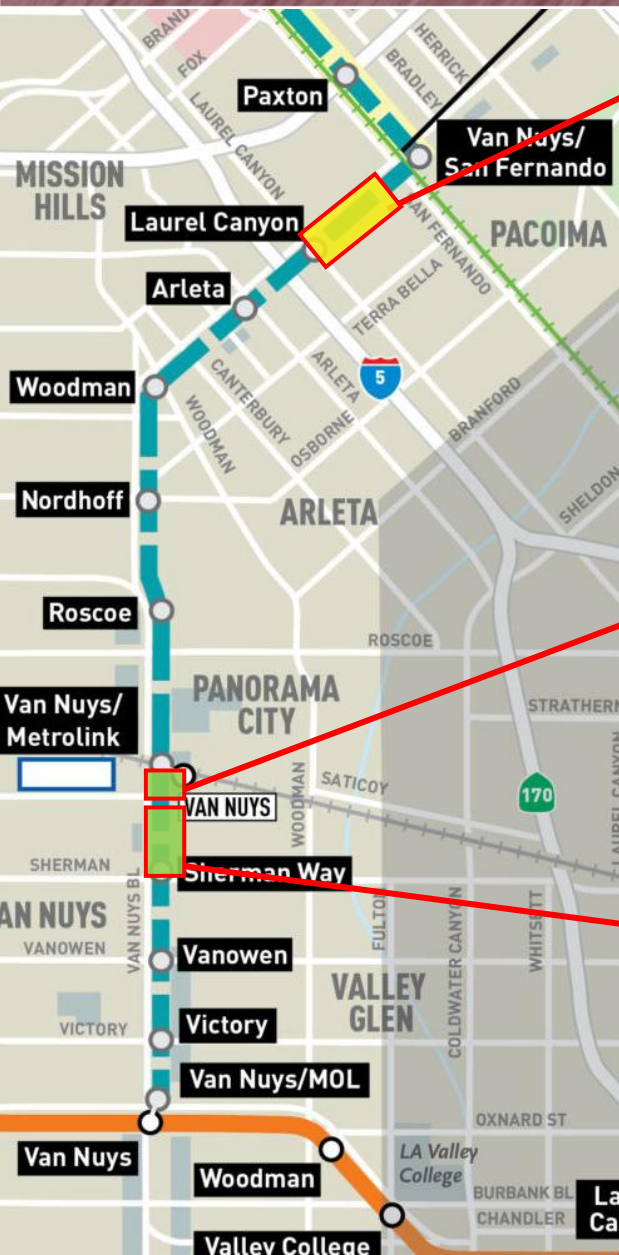 BRAND
FOX
HERRICK
BRADLEY
Paxton
LAUREL CANYON
Van Nuys/
San Fernando
MISSION
HILLS
Laurel Canyon
SAN FERNANDO
PACOIMA
Arleta
TERRA BELLA
Woodman
ARLETA
5
CANTERBURY
WOODMAN
OSBORNE
BRANFORD
Nordhoff
ARLETA
SHELDON
Roscoe
ROSCOE
PANORAMA
CITY
STRATHERN
Van Nuys/
Metrolink
SATICOY
170
VAN NUYS
WOODMAN
LAUREL CANYON
SHERMAN
Sherman Way
VAN NUYS BL
AN NUYS
VANOWEN
Vanowen
FULTON
COLDWATER CANYON
WHITSETT
VALLEY
GLEN
VICTORY
Victory
Van Nuys/MOL
OXNARD ST
Van Nuys
LA Valley
College
Woodman
BURBANK BL
CHANDLER
La
Ca
Valley College